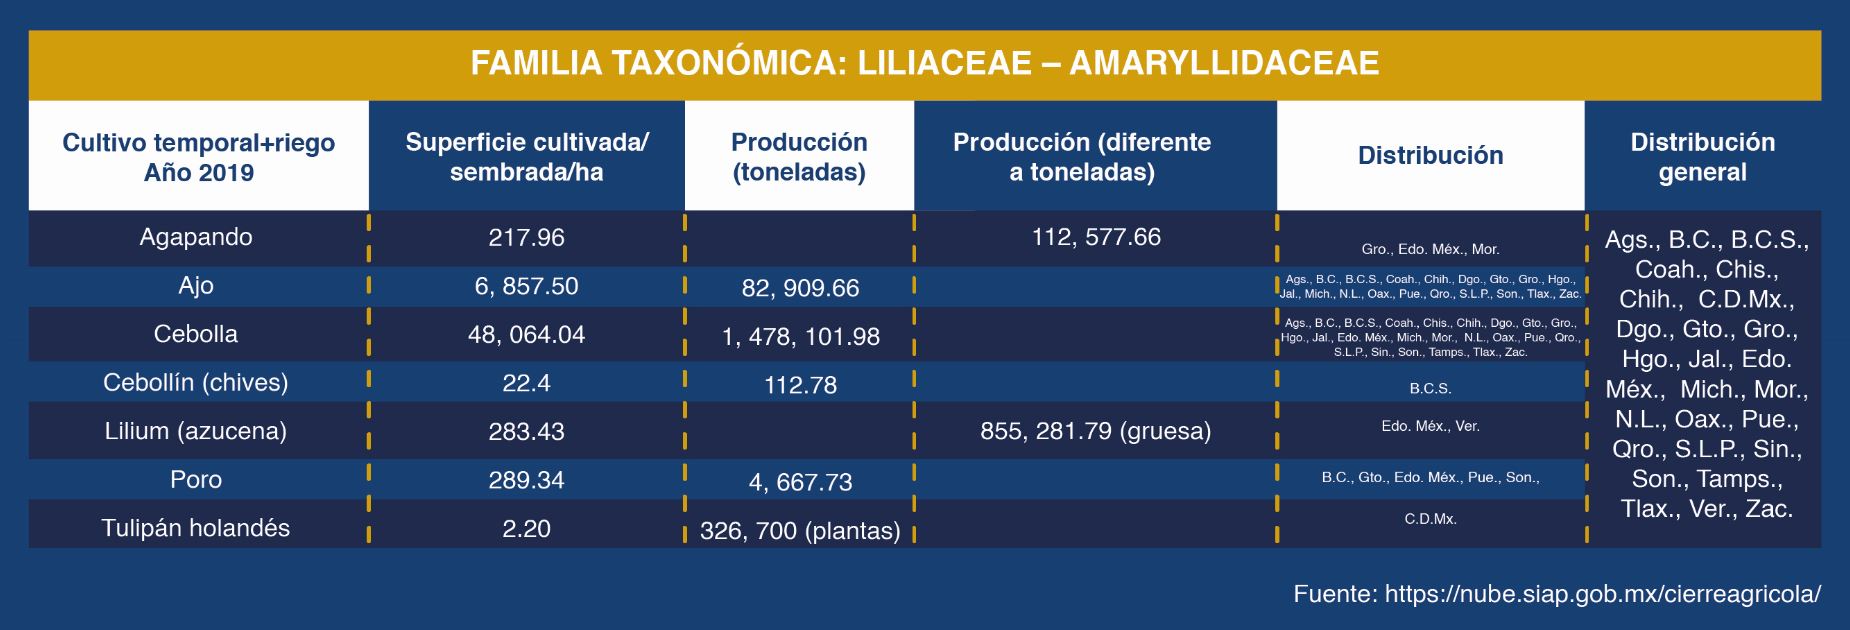 FAMILIA TAXONÓMICA: LILIACEAE – AMARYLLIDACEAE
Cultivo temporal+riego
Año 2019
Superficie cultivada/
sembrada/ha
Producción
(toneladas)
Producción (diferente
a toneladas)
Distribución
Distribución
general
Agapando
217.96
112, 577.66
Gro., Edo. Méx., Mor.
Ajo
6, 857.50
82, 909.66
Ags., B.C., B.C.S., Coah., Chih., Dgo., Gto., Gro., Hgo.,
Jal., Mich., N.L., Oax., Pue., Qro., S.L.P., Son., Tlax., Zac.
Cebolla
48, 064.04
1, 478, 101.98
Ags., B.C., B.C.S., Coah., Chis., Chih., Dgo., Gto., Gro.,
Hgo., Jal., Edo. Méx., Mich., Mor., N.L., Oax., Pue., Qro.,
S.L.P., Sin., Son., Tamps., Tlax., Zac.
Cebollín (chives)
22.4
112.78
B.C.S.
Lilium (azucena)
283.43
855, 281.79 (gruesa)
Edo. Méx., Ver.
Poro
289.34
4, 667.73
B.C., Gto., Edo. Méx., Pue., Son.,
Tulipán holandés
2.20
326, 700 (plantas)
C.D.Mx.
Ags., B.C., B.C.S.,
Coah., Chis.,
Chih., C.D.Mx.,
Dgo., Gto., Gro.,
Hgo., Jal., Edo.
Méx., Mich., Mor.,
N.L., Oax., Pue.,
Qro., S.L.P., Sin.,
Son., Tamps.,
Tlax., Ver., Zac.
Fuente: https://nube.siap.gob.mx/cierreagricola/